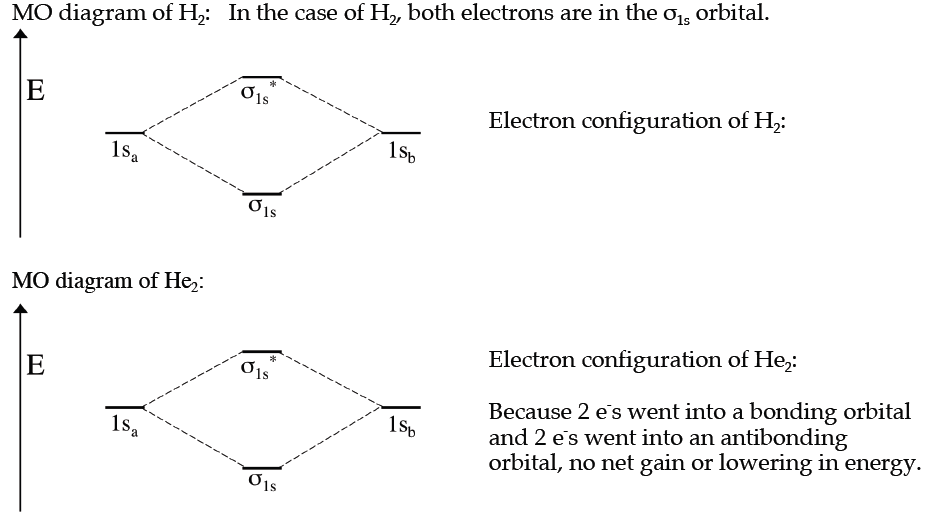 MO diagram of H₂: In the case of H₂, both electrons are in the σ₁ₛ orbital.
E
σ₁ₛ*
1sₐ
1s_b
σ₁ₛ
Electron configuration of H₂:
MO diagram of He₂:
E
σ₁ₛ*
1sₐ
1s_b
σ₁ₛ
Electron configuration of He₂:
Because 2 e⁻s went into a bonding orbital
and 2 e⁻s went into an antibonding
orbital, no net gain or lowering in energy.